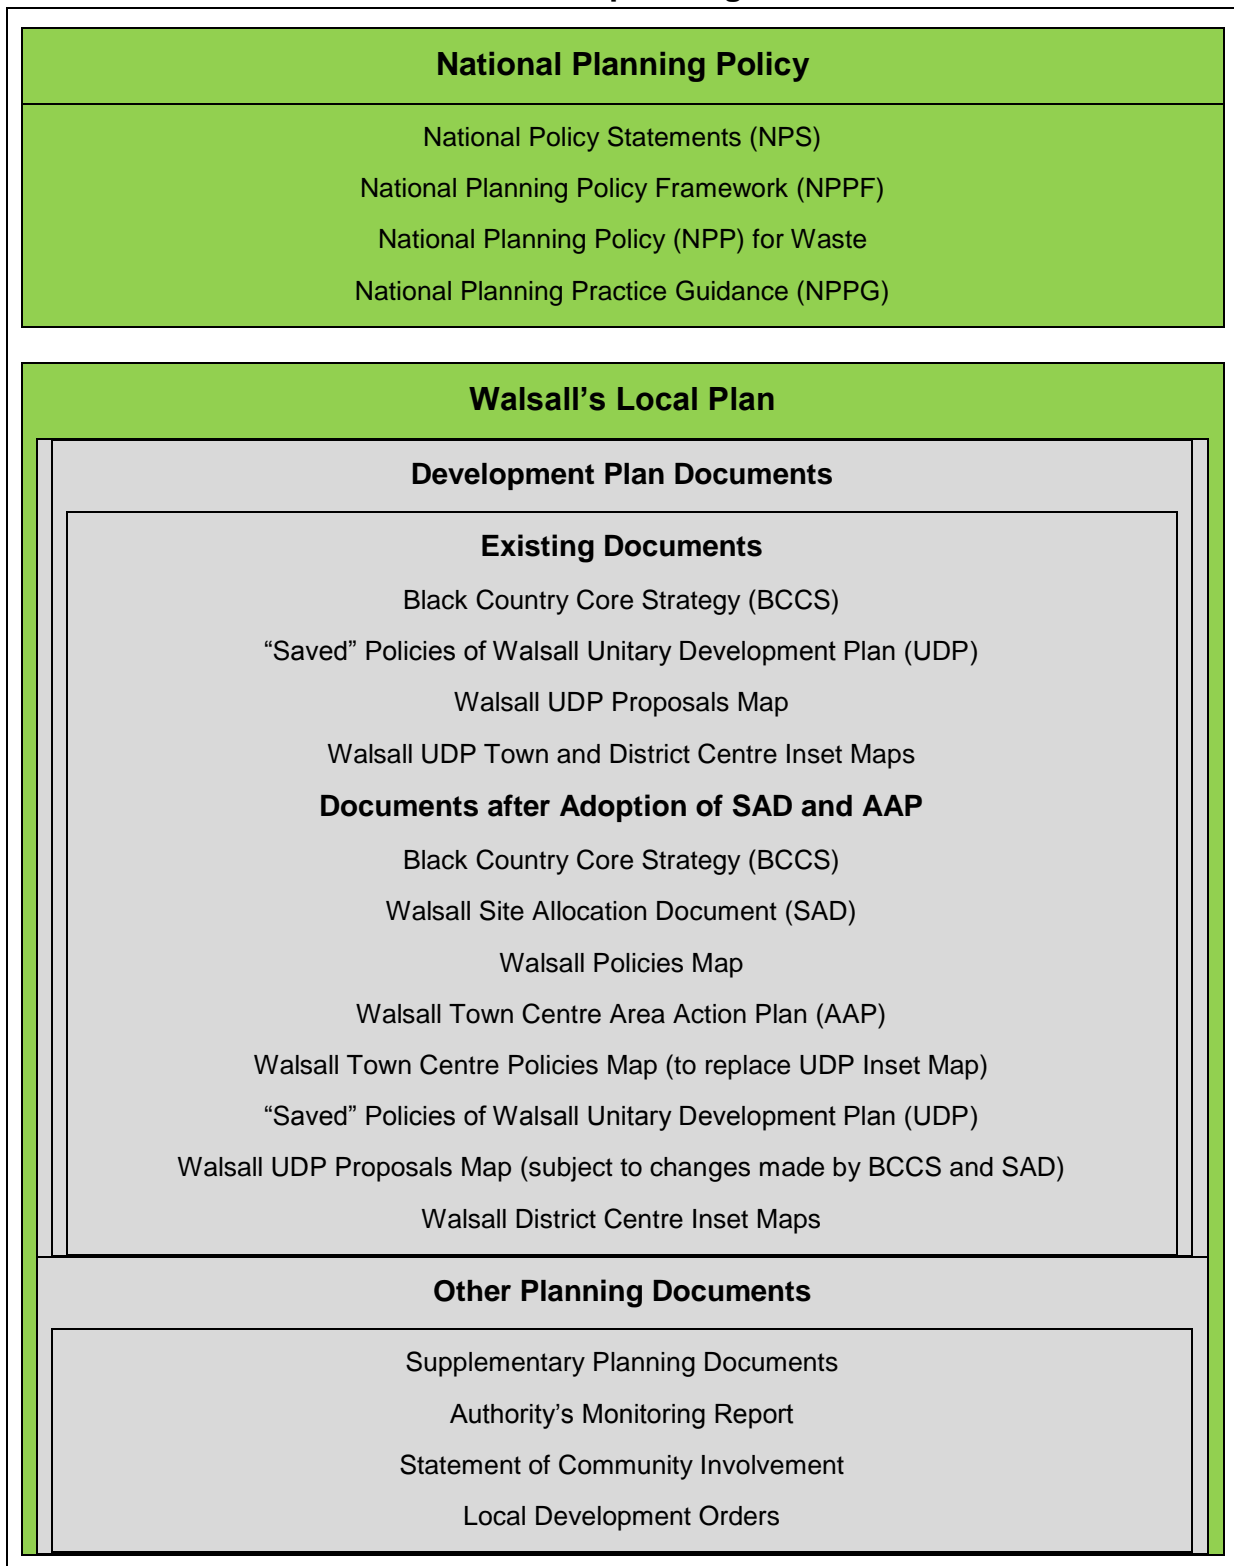 National Planning Policy
National Policy Statements (NPS)
National Planning Policy Framework (NPPF)
National Planning Policy (NPP) for Waste
National Planning Practice Guidance (NPPG)
Walsall’s Local Plan
Development Plan Documents
Existing Documents
Black Country Core Strategy (BCCS)
“Saved” Policies of Walsall Unitary Development Plan (UDP)
Walsall UDP Proposals Map
Walsall UDP Town and District Centre Inset Maps
Documents after Adoption of SAD and AAP
Black Country Core Strategy (BCCS)
Walsall Site Allocation Document (SAD)
Walsall Policies Map
Walsall Town Centre Area Action Plan (AAP)
Walsall Town Centre Policies Map (to replace UDP Inset Map)
“Saved” Policies of Walsall Unitary Development Plan (UDP)
Walsall UDP Proposals Map (subject to changes made by BCCS and SAD)
Walsall District Centre Inset Maps
Other Planning Documents
Supplementary Planning Documents
Authority’s Monitoring Report
Statement of Community Involvement
Local Development Orders